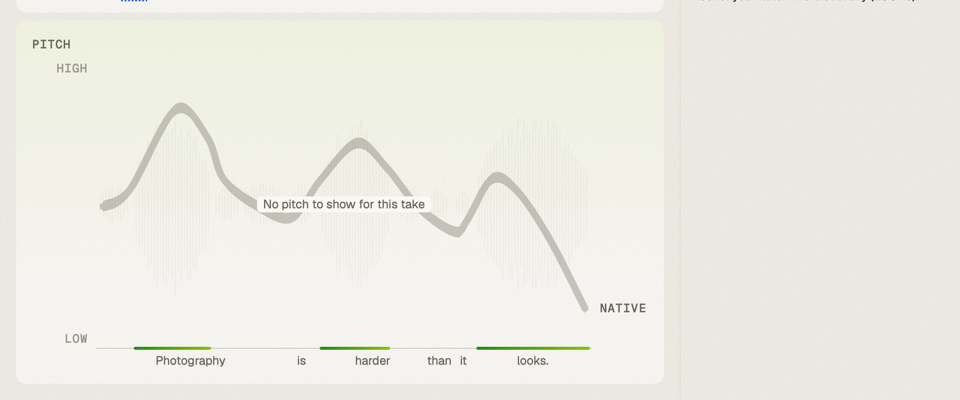 PITCH
HIGH
No pitch to show for this take
NATIVE
LOW
Photography is harder than it looks.